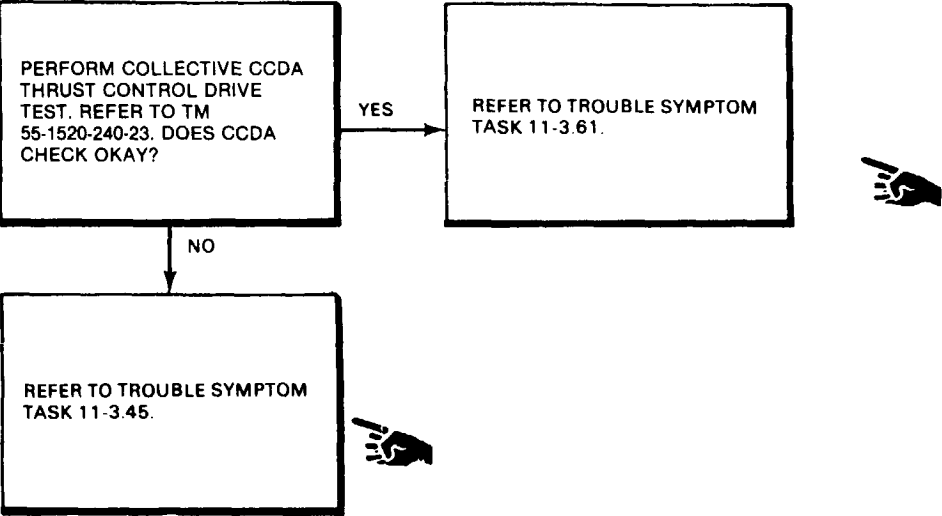 PERFORM COLLECTIVE CCDA
THRUST CONTROL DRIVE
TEST. REFER TO TM
55-1520-240-23. DOES CCDA
CHECK OKAY?
YES
REFER TO TROUBLE SYMPTOM
TASK 11-3.61.
NO
REFER TO TROUBLE SYMPTOM
TASK 11-3.45.